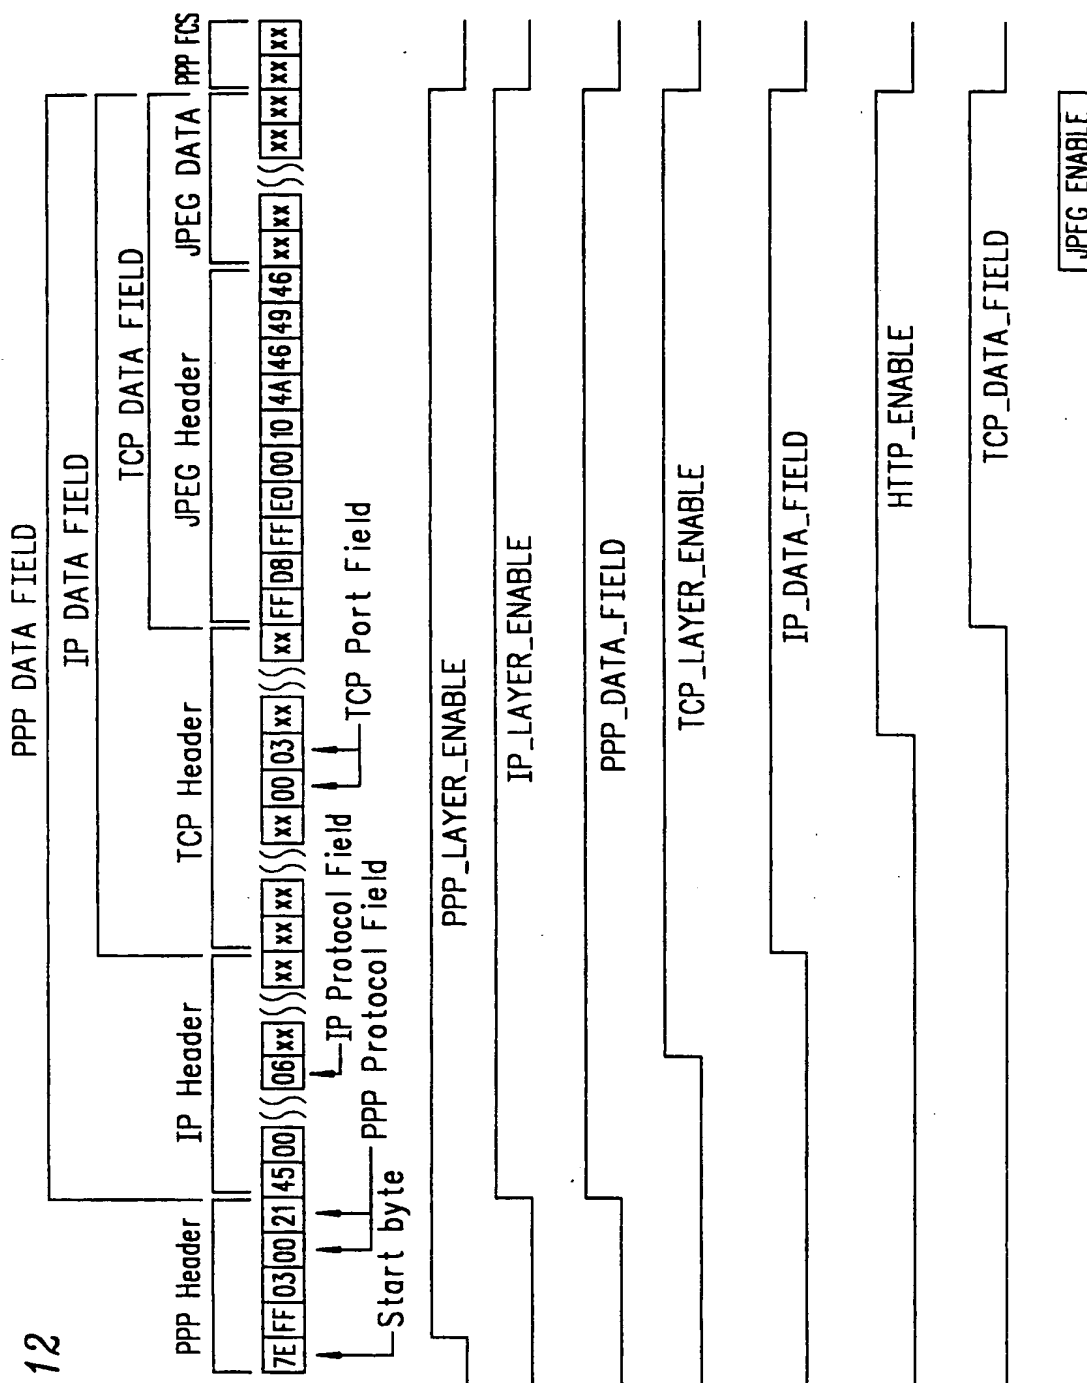 12
PPP DATA FIELD
IP DATA FIELD
TCP DATA FIELD
PPP Header
IP Header
TCP Header
JPEG Header
JPEG DATA
PPP FCS
7E FF 03 00 21 45 00 06 xx xx xx xx xx xx 00 03 xx xx FF D8 FF E0 00 10 4A 46 49 46 xx xx xx xx xx xx
Start byte
PPP Protocol Field
IP Protocol Field
TCP Port Field
PPP_LAYER_ENABLE
IP_LAYER_ENABLE
PPP_DATA_FIELD
TCP_LAYER_ENABLE
IP_DATA_FIELD
HTTP_ENABLE
TCP_DATA_FIELD
JPEG ENABLE